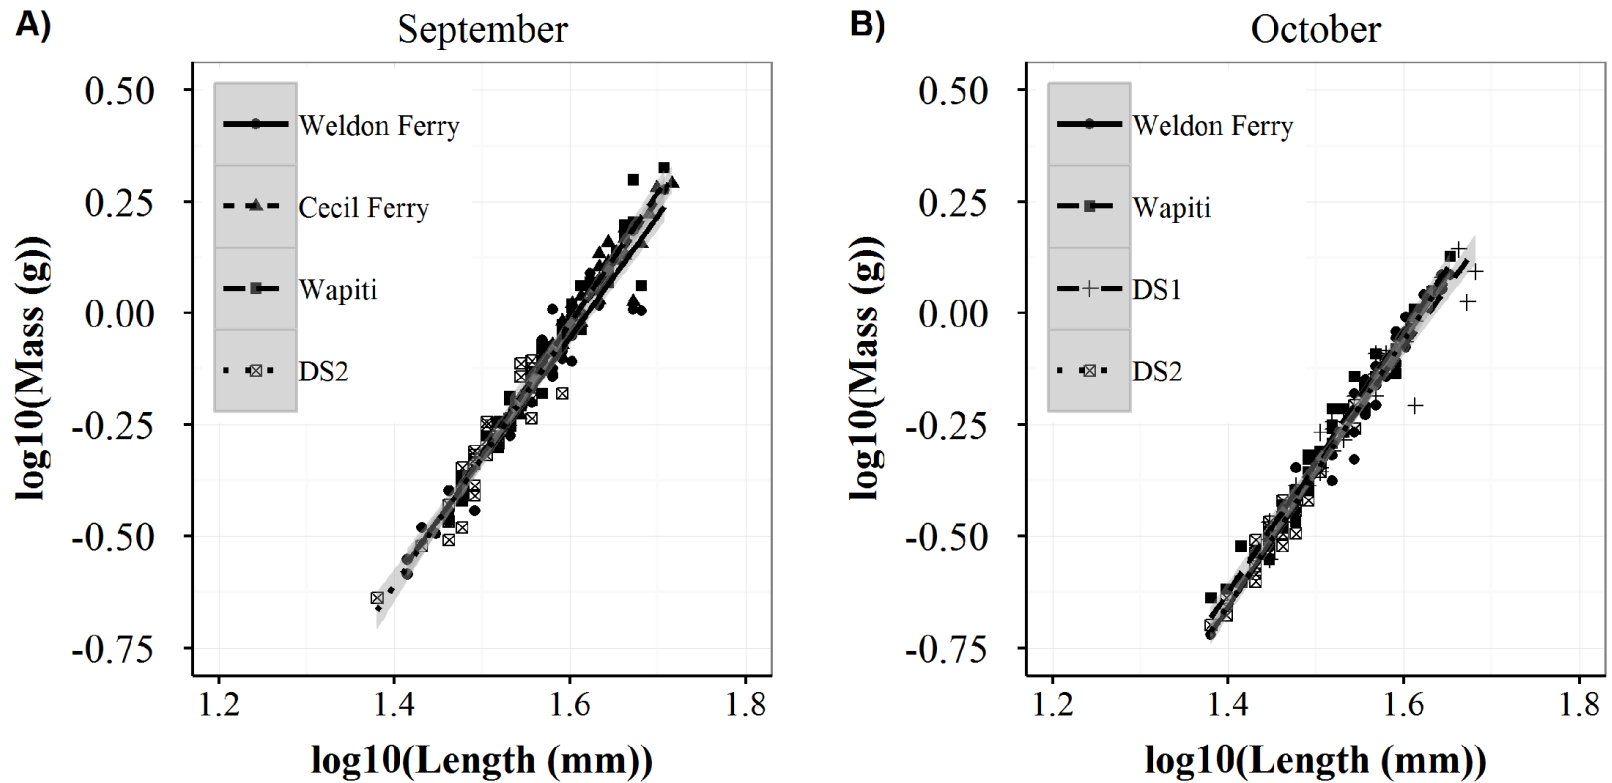 A)
September
0.50
0.25
0.00
-0.25
-0.50
-0.75
log10(Mass (g))
Weldon Ferry
Cecil Ferry
Wapiti
DS2
1.2 1.4 1.6 1.8
log10(Length (mm))
B)
October
0.50
0.25
0.00
-0.25
-0.50
-0.75
log10(Mass (g))
Weldon Ferry
Wapiti
DS1
DS2
1.2 1.4 1.6 1.8
log10(Length (mm))